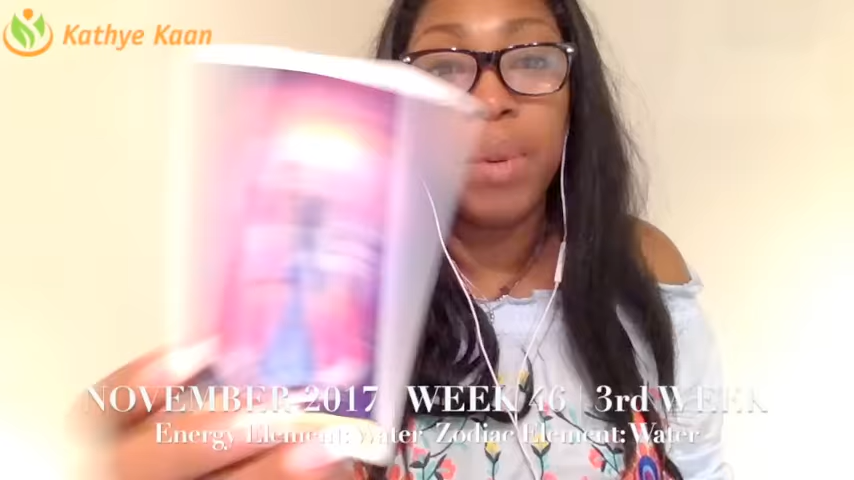 Kathye Kaan
NOVEMBER 2017 | WEEK 46 | 3rd WEEK
Energy Element: Water Zodiac Element: Water